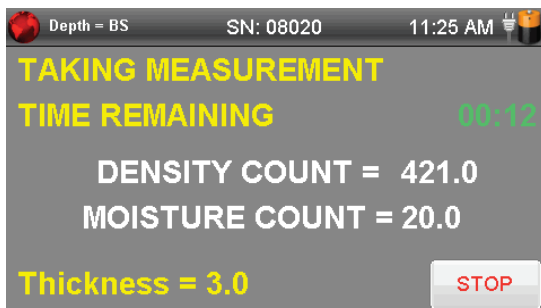 Depth = BS SN: 08020 11:25 AM
TAKING MEASUREMENT
TIME REMAINING 00:12
DENSITY COUNT = 421.0
MOISTURE COUNT = 20.0
Thickness = 3.0 STOP